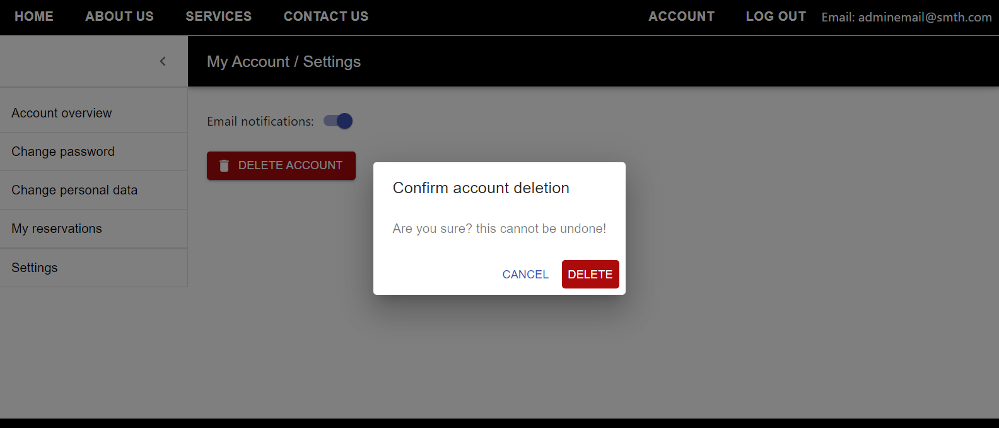 HOME ABOUT US SERVICES CONTACT US ACCOUNT LOG OUT Email: adminemail@smth.com
My Account / Settings
Account overview
Change password
Change personal data
My reservations
Settings
Email notifications:
DELETE ACCOUNT
Confirm account deletion
Are you sure? this cannot be undone!
CANCEL DELETE